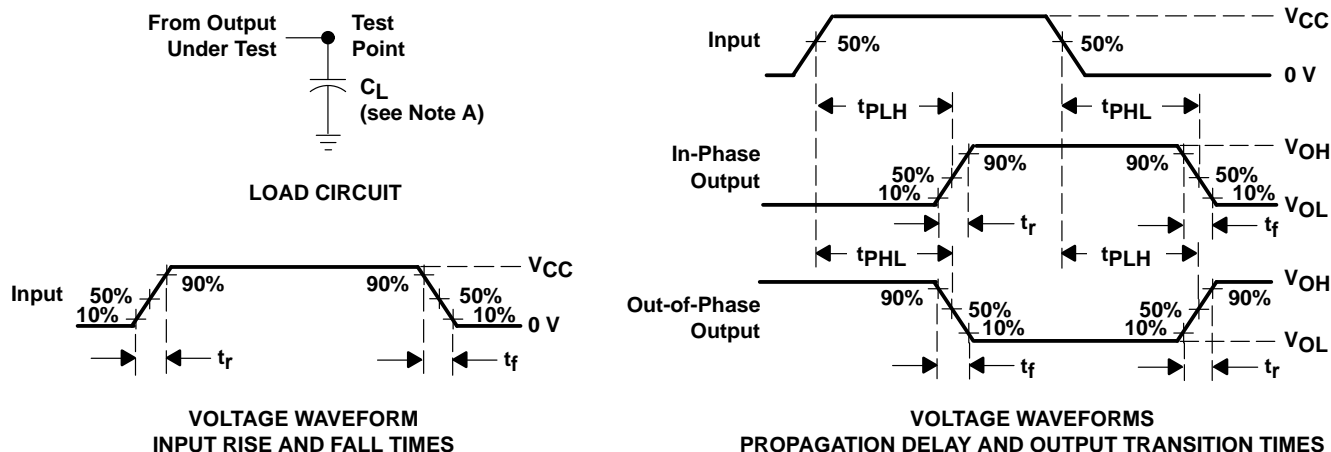 From Output
Under Test
Test
Point
CL
(see Note A)
LOAD CIRCUIT
Input
50%
10%
90%
90%
50%
10%
VCC
0 V
tr
tf
VOLTAGE WAVEFORM
INPUT RISE AND FALL TIMES
Input
50%
50%
VCC
0 V
tPLH
tPHL
In-Phase
Output
50%
10%
90%
90%
50%
10%
VOH
VOL
tr
tf
tPHL
tPLH
Out-of-Phase
Output
90%
50%
10%
50%
10%
90%
VOH
VOL
tf
tr
VOLTAGE WAVEFORMS
PROPAGATION DELAY AND OUTPUT TRANSITION TIMES